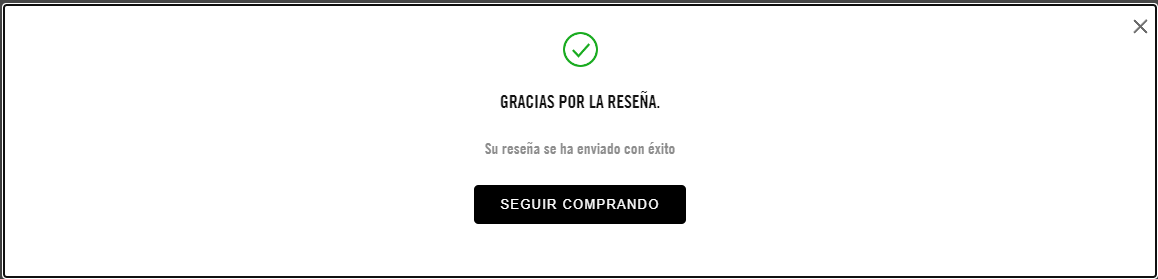 GRACIAS POR LA RESEÑA.
Su reseña se ha enviado con éxito
SEGUIR COMPRANDO